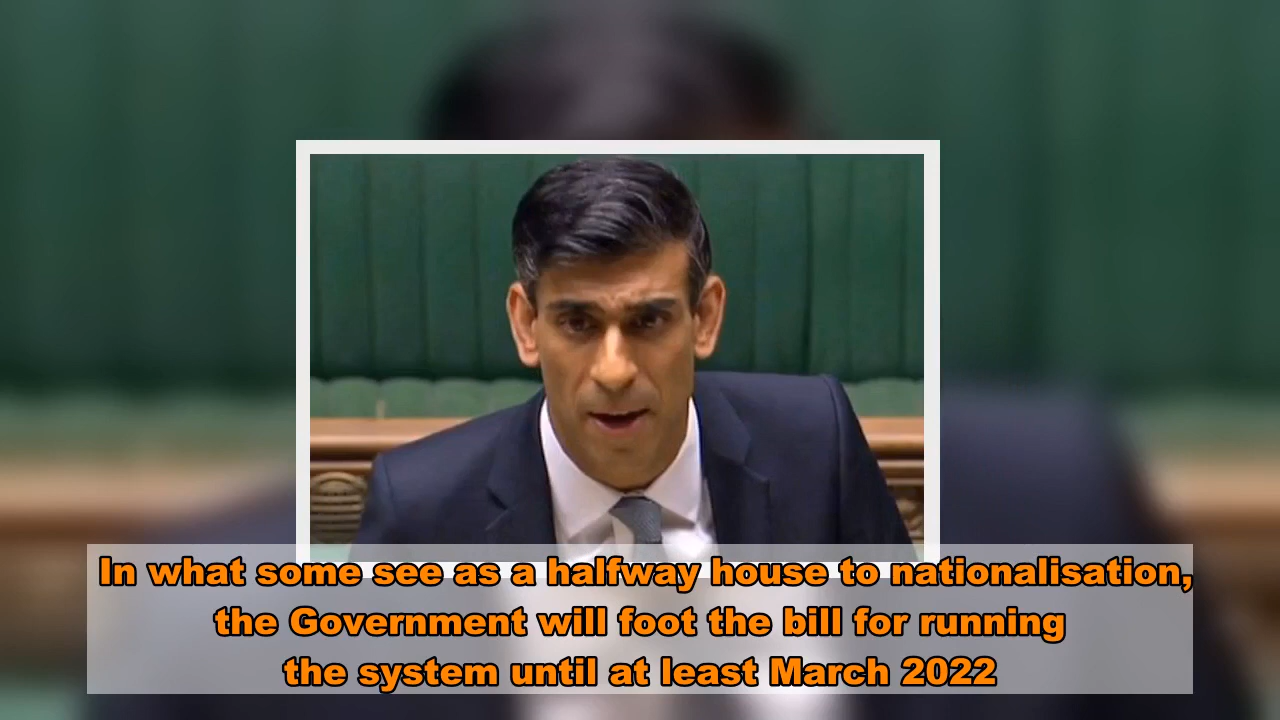 In what some see as a halfway house to nationalisation,
the Government will foot the bill for running
the system until at least March 2022